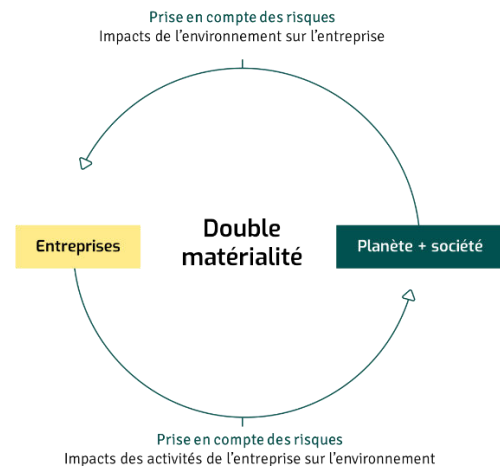 Prise en compte des risques
Impacts de l'environnement sur l'entreprise
Entreprises
Double
matérialité
Planète + société
Prise en compte des risques
Impacts des activités de l'entreprise sur l'environnement